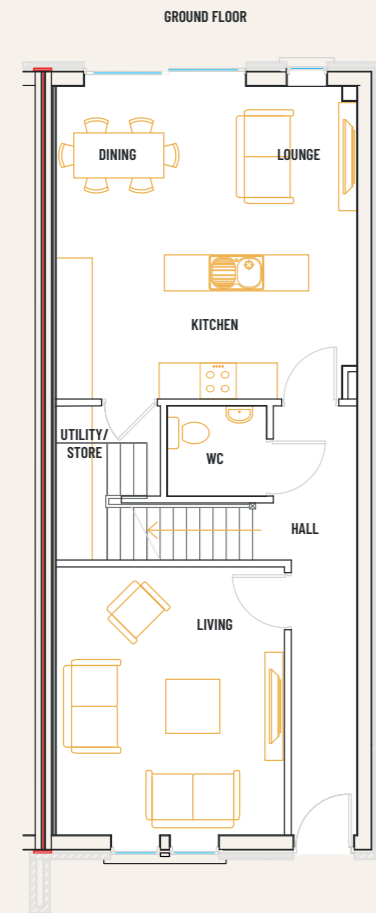 GROUND FLOOR
DINING
LOUNGE
KITCHEN
UTILITY/
STORE
WC
HALL
LIVING